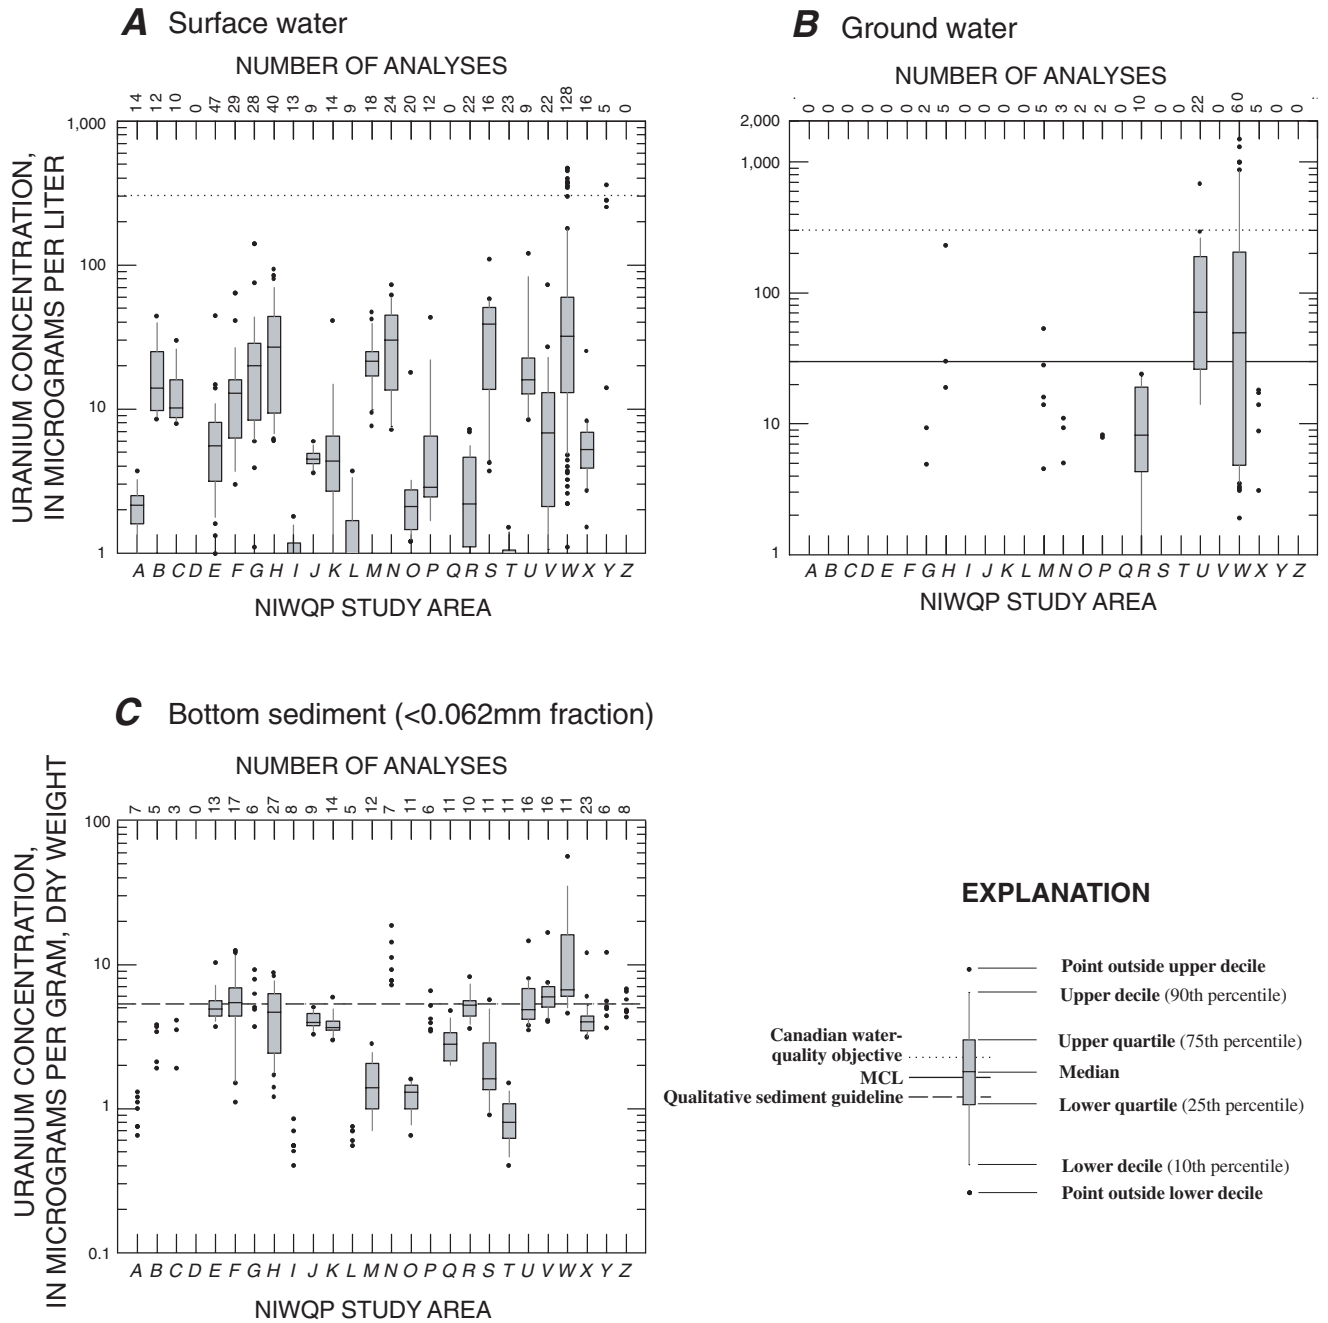 A Surface water
NUMBER OF ANALYSES
14 12 10 0 47 29 28 40 13 9 14 9 18 24 20 12 0 22 16 23 9 22 128 16 5 0
1,000
100
10
1
URANIUM CONCENTRATION,
IN MICROGRAMS PER LITER
A B C D E F G H I J K L M N O P Q R S T U V W X Y Z
NIWQP STUDY AREA
B Ground water
NUMBER OF ANALYSES
0 0 0 0 0 0 2 5 0 0 0 0 5 3 2 2 0 10 0 0 22 0 60 5 0 0
2,000
1,000
100
10
1
A B C D E F G H I J K L M N O P Q R S T U V W X Y Z
NIWQP STUDY AREA
C Bottom sediment (<0.062mm fraction)
NUMBER OF ANALYSES
7 5 3 0 13 17 6 27 8 9 14 5 12 7 11 6 11 10 11 11 16 16 11 23 6 8
100
10
1
0.1
URANIUM CONCENTRATION,
IN MICROGRAMS PER GRAM, DRY WEIGHT
A B C D E F G H I J K L M N O P Q R S T U V W X Y Z
NIWQP STUDY AREA
EXPLANATION
Point outside upper decile
Upper decile (90th percentile)
Upper quartile (75th percentile)
Median
Lower quartile (25th percentile)
Lower decile (10th percentile)
Point outside lower decile
Canadian water-
quality objective
MCL
Qualitative sediment guideline